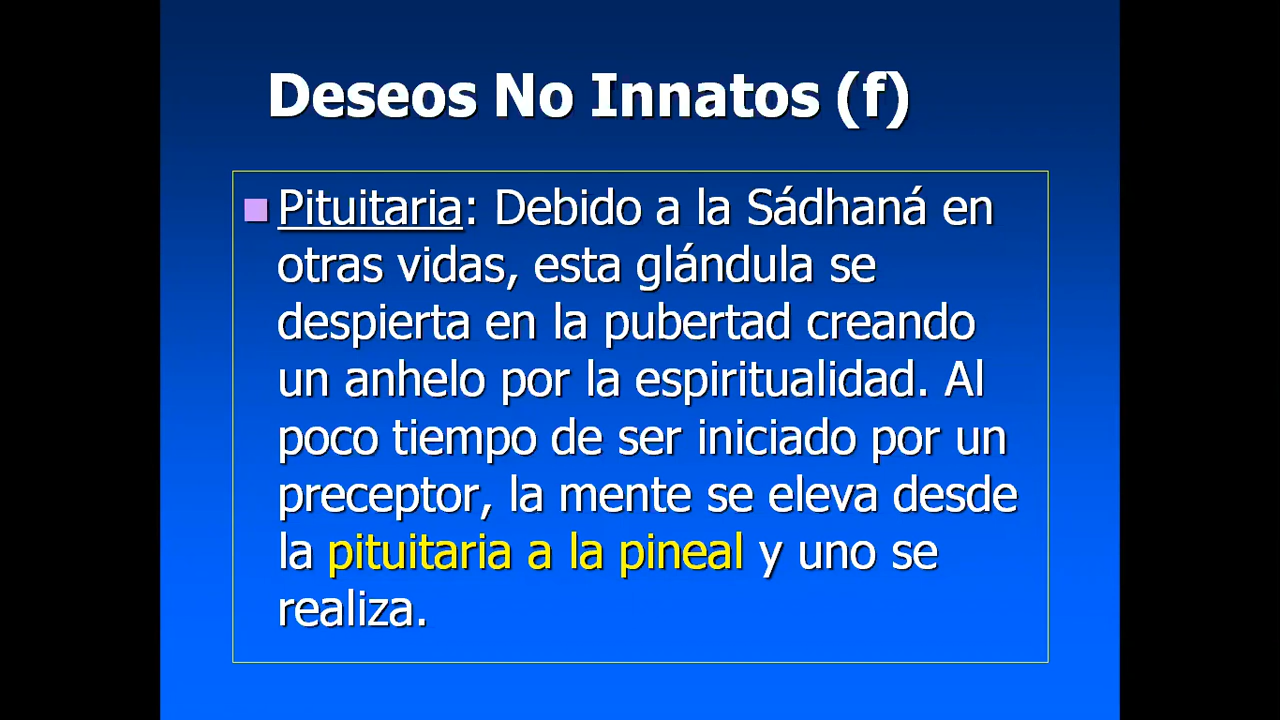 Deseos No Innatos (f)
Pituitaria: Debido a la Sádhaná en
otras vidas, esta glándula se
despierta en la pubertad creando
un anhelo por la espiritualidad. Al
poco tiempo de ser iniciado por un
preceptor, la mente se eleva desde
la pituitaria a la pineal y uno se
realiza.